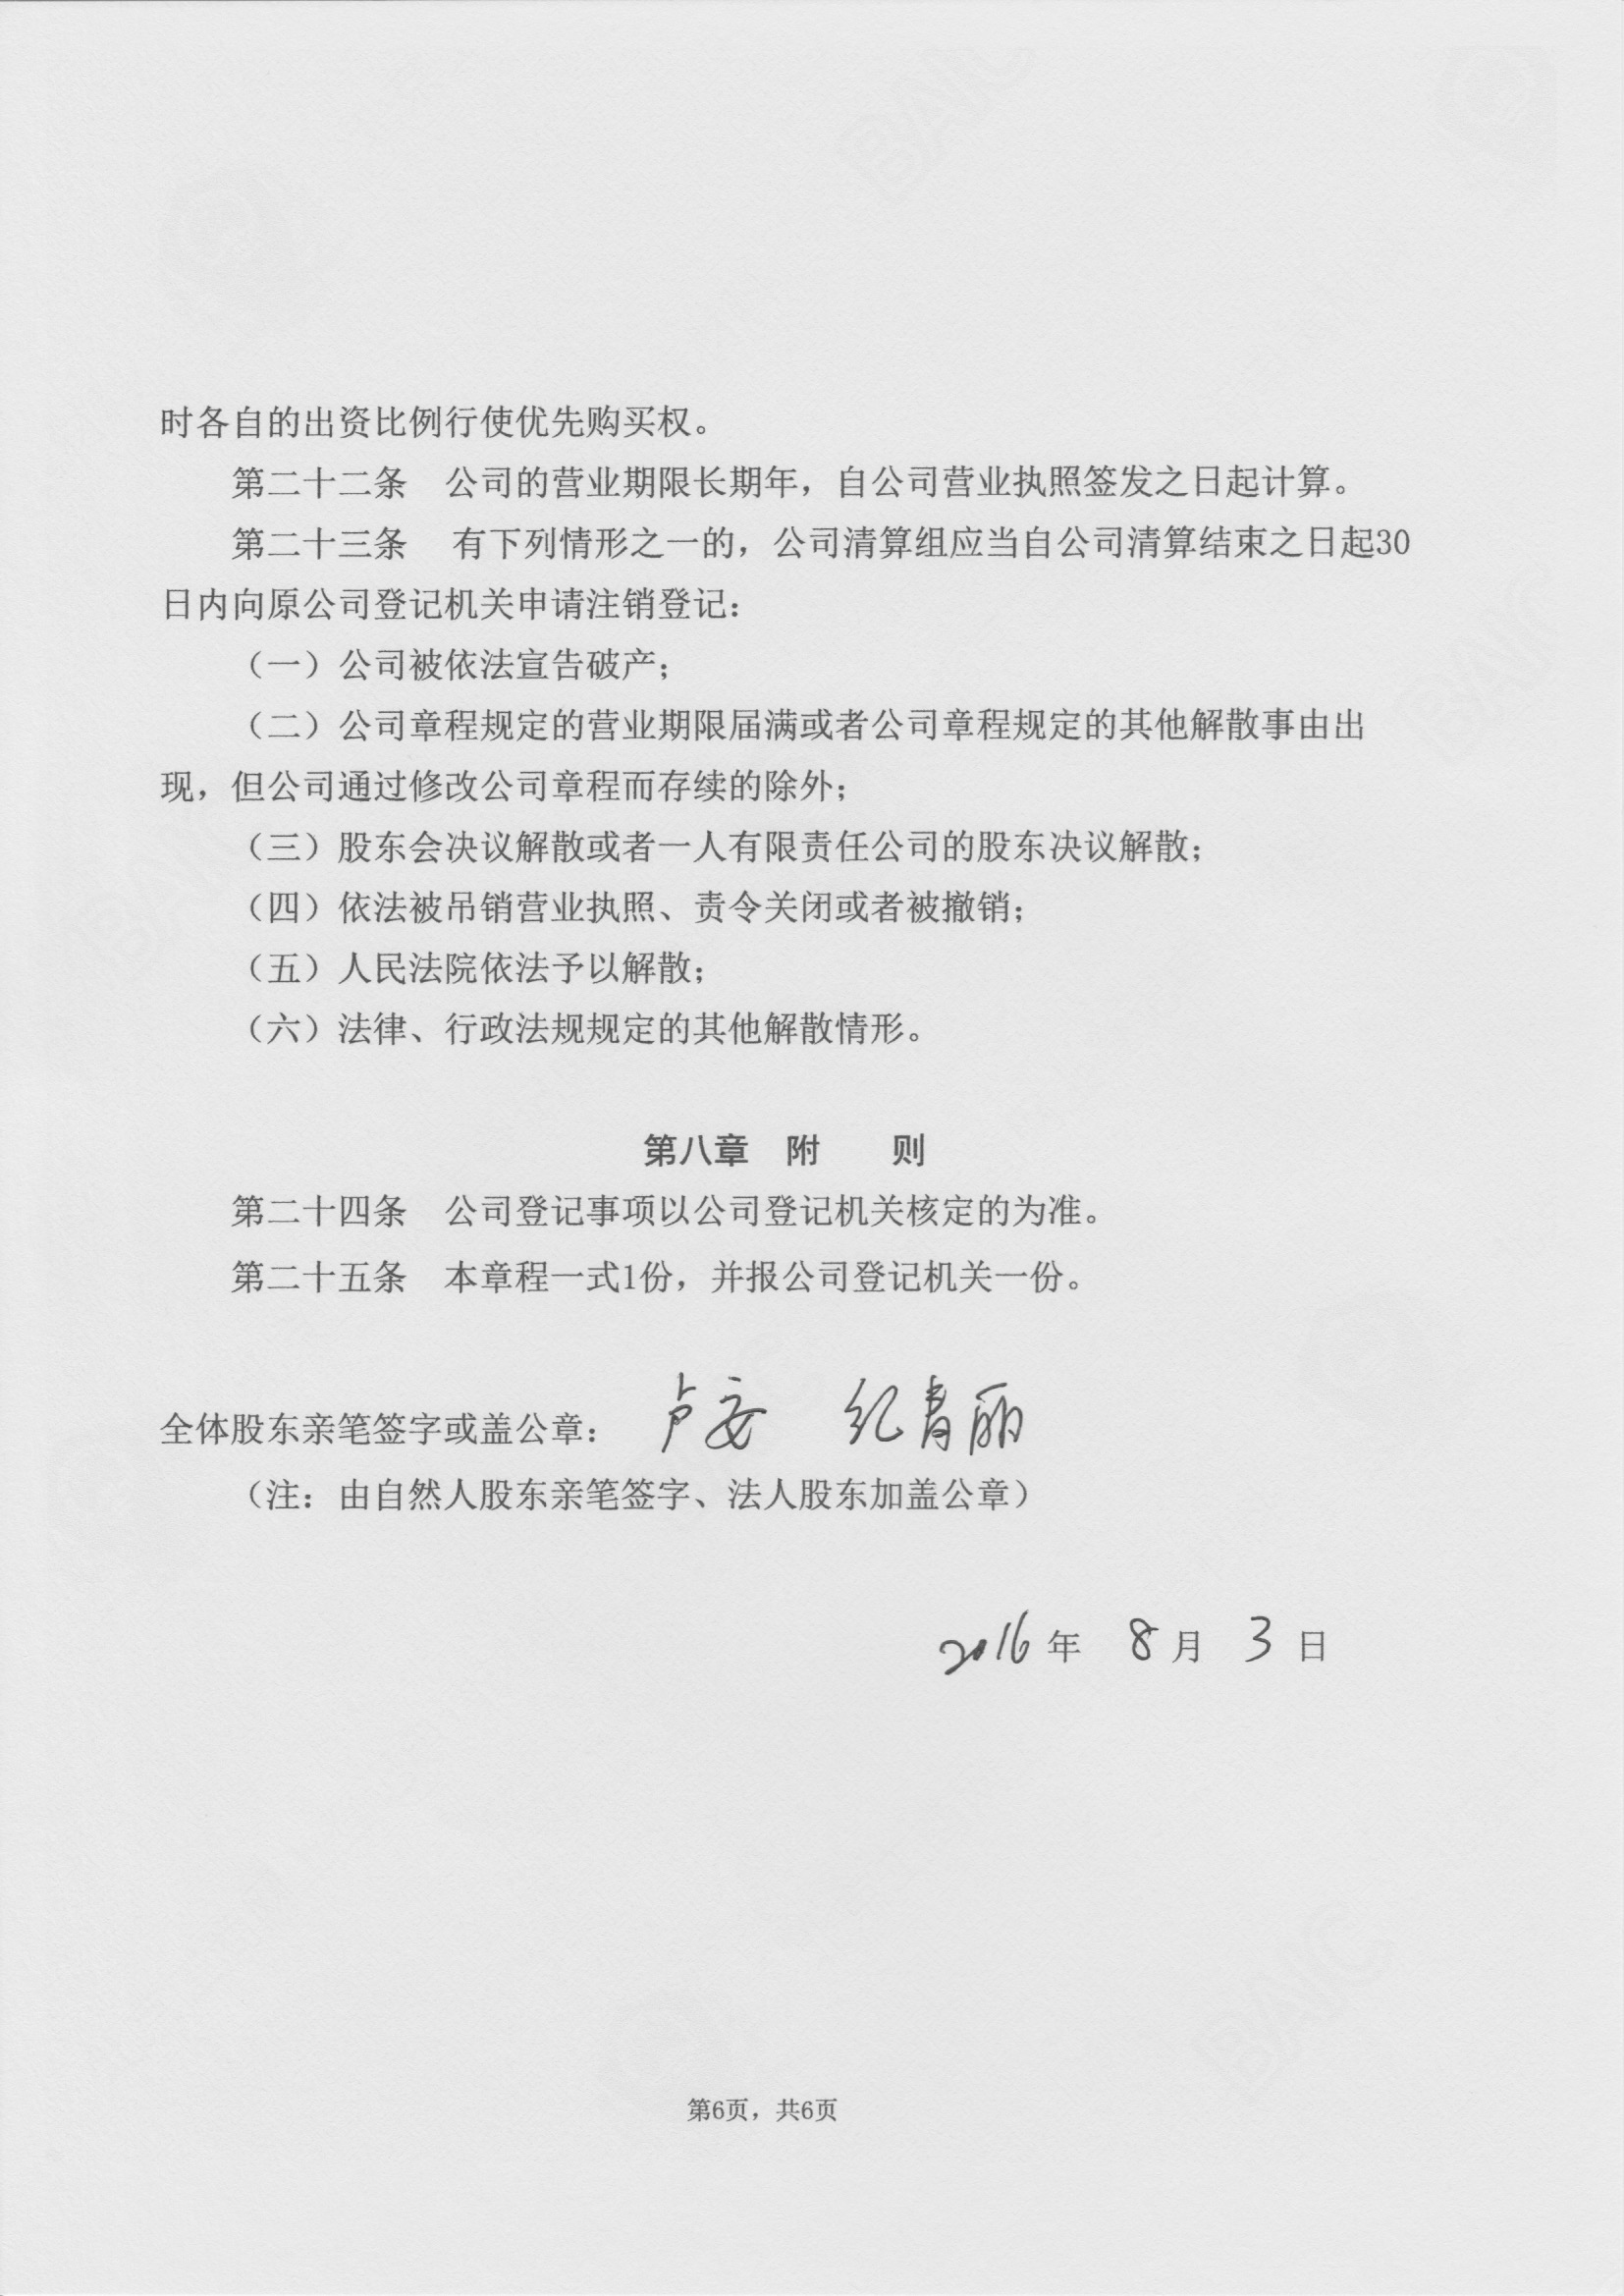 时各自的出资比例行使优先购买权。
第二十二条　公司的营业期限长期年，自公司营业执照签发之日起计算。
第二十三条　有下列情形之一的，公司清算组应当自公司清算结束之日起30
日内向原公司登记机关申请注销登记：
（一）公司被依法宣告破产；
（二）公司章程规定的营业期限届满或者公司章程规定的其他解散事由出
现，但公司通过修改公司章程而存续的除外；
（三）股东会决议解散或者一人有限责任公司的股东决议解散；
（四）依法被吊销营业执照、责令关闭或者被撤销；
（五）人民法院依法予以解散；
（六）法律、行政法规规定的其他解散情形。
第八章　附　　则
第二十四条　公司登记事项以公司登记机关核定的为准。
第二十五条　本章程一式1份，并报公司登记机关一份。
全体股东亲笔签字或盖公章：　卢安　纪青丽
（注：由自然人股东亲笔签字、法人股东加盖公章）
2016年 8月 3日
第6页，共6页